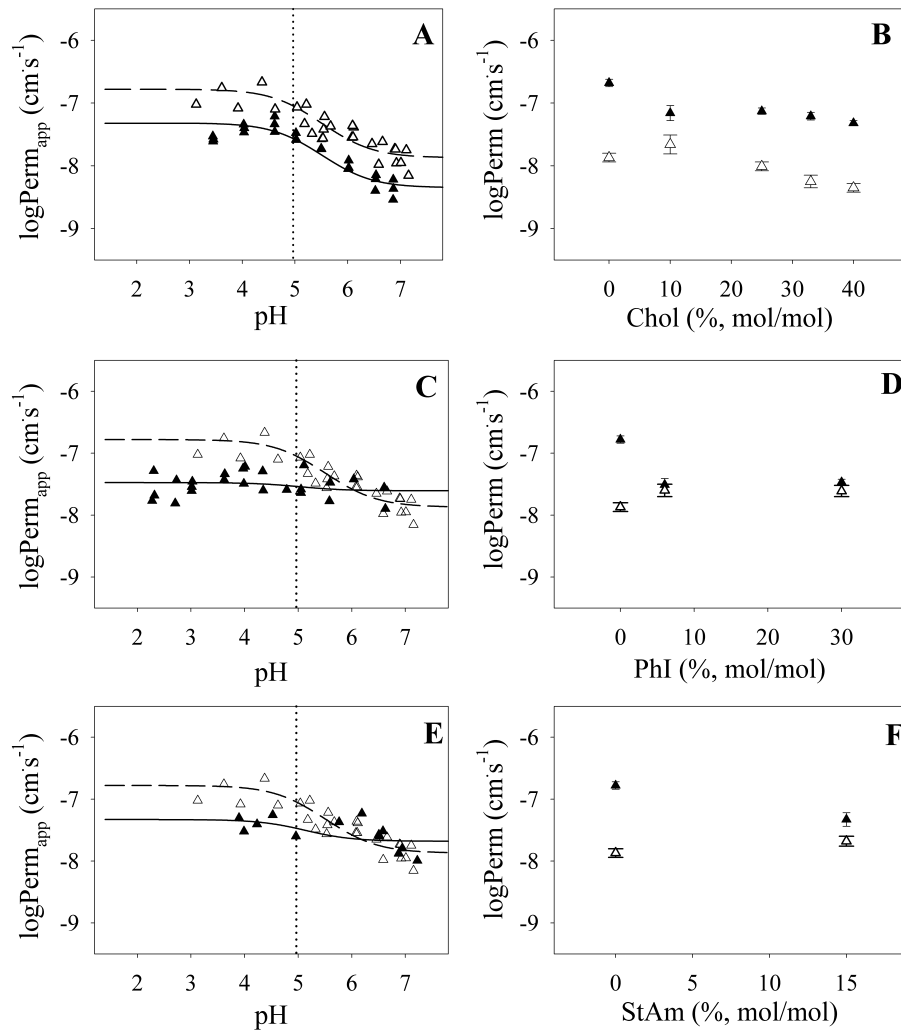 A
logPermapp (cm·s-1)
-6
-7
-8
-9
2 3 4 5 6 7
pH
B
logPerm (cm·s-1)
-6
-7
-8
-9
0 10 20 30 40
Chol (%, mol/mol)
C
logPermapp (cm·s-1)
-6
-7
-8
-9
2 3 4 5 6 7
pH
D
logPerm (cm·s-1)
-6
-7
-8
-9
0 10 20 30
PhI (%, mol/mol)
E
logPermapp (cm·s-1)
-6
-7
-8
-9
2 3 4 5 6 7
pH
F
logPerm (cm·s-1)
-6
-7
-8
-9
0 5 10 15
StAm (%, mol/mol)